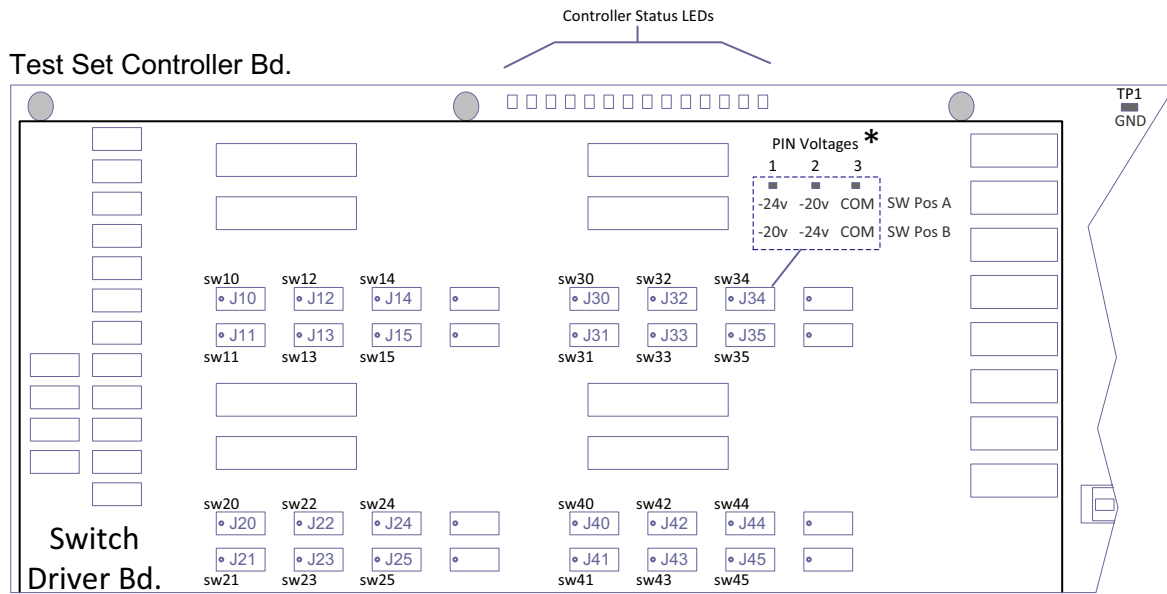 Controller Status LEDs
Test Set Controller Bd.
TP1
GND
PIN Voltages *
1 2 3
-24v -20v COM SW Pos A
-20v -24v COM SW Pos B
sw10 sw12 sw14 sw30 sw32 sw34
J10 J12 J14 J30 J32 J34
J11 J13 J15 J31 J33 J35
sw11 sw13 sw15 sw31 sw33 sw35
sw20 sw22 sw24 sw40 sw42 sw44
J20 J22 J24 J40 J42 J44
J21 J23 J25 J41 J43 J45
sw21 sw23 sw25 sw41 sw43 sw45
Switch
Driver Bd.